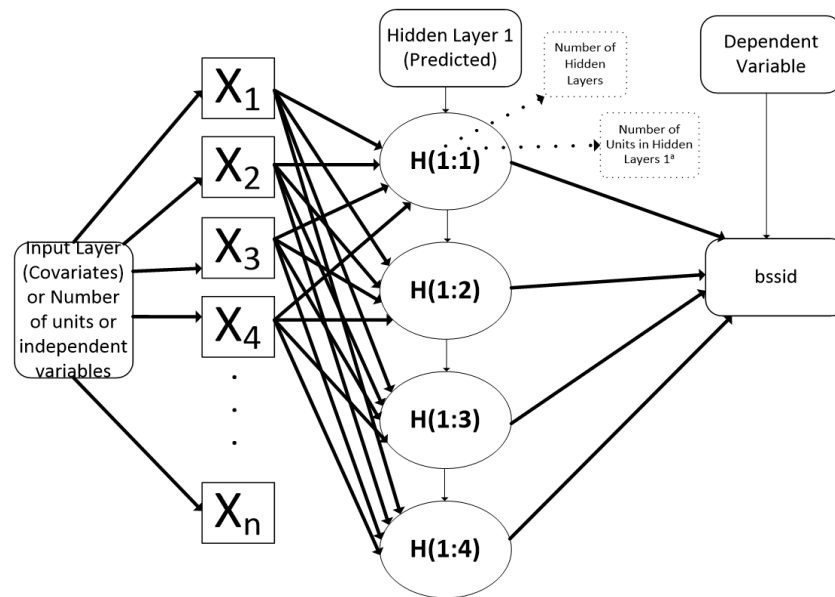 Hidden Layer 1
(Predicted)
Number of
Hidden
Layers
Dependent
Variable
X1
X2
X3
X4
.
.
.
Xn
Number of
Units in Hidden
Layers 1ª
H(1:1)
H(1:2)
H(1:3)
H(1:4)
Input Layer
(Covariates)
or Number
of units or
independent
variables
bssid